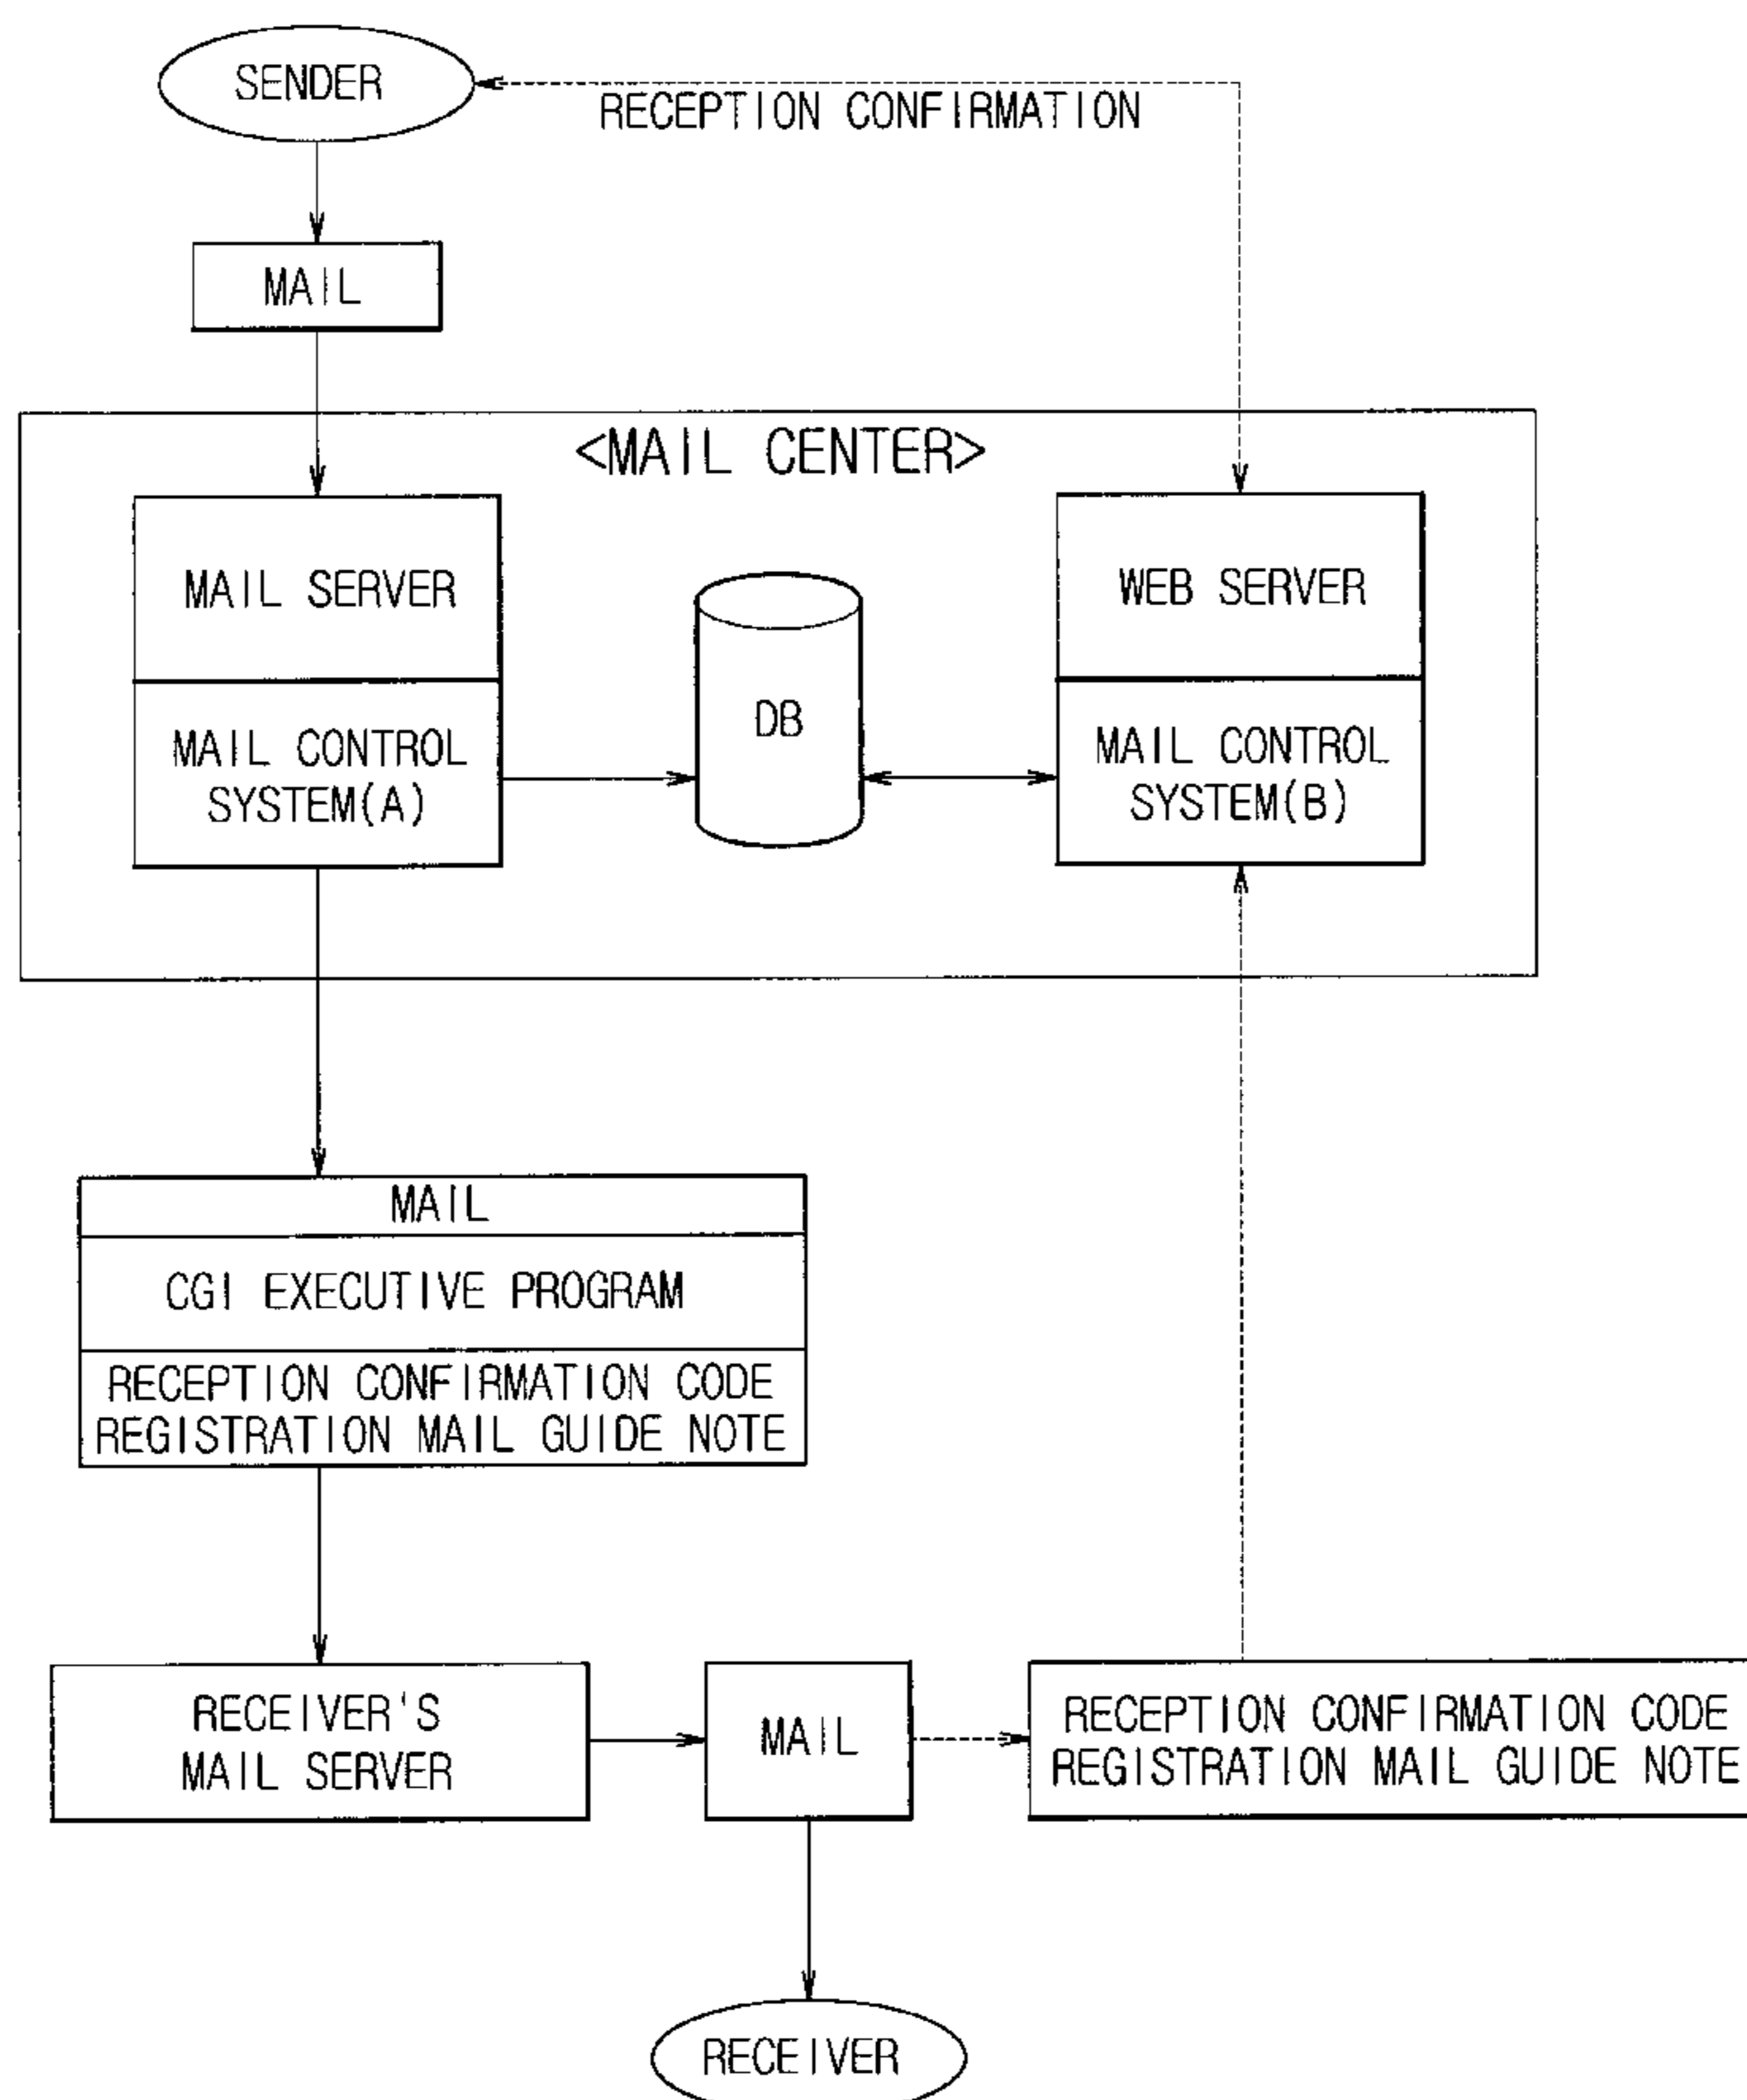 SENDER
RECEPTION CONFIRMATION
MAIL
<MAIL CENTER>
MAIL SERVER
WEB SERVER
DB
MAIL CONTROL
SYSTEM(A)
MAIL CONTROL
SYSTEM(B)
MAIL
CGI EXECUTIVE PROGRAM
RECEPTION CONFIRMATION CODE
REGISTRATION MAIL GUIDE NOTE
RECEIVER'S
MAIL SERVER
MAIL
RECEPTION CONFIRMATION CODE
REGISTRATION MAIL GUIDE NOTE
RECEIVER